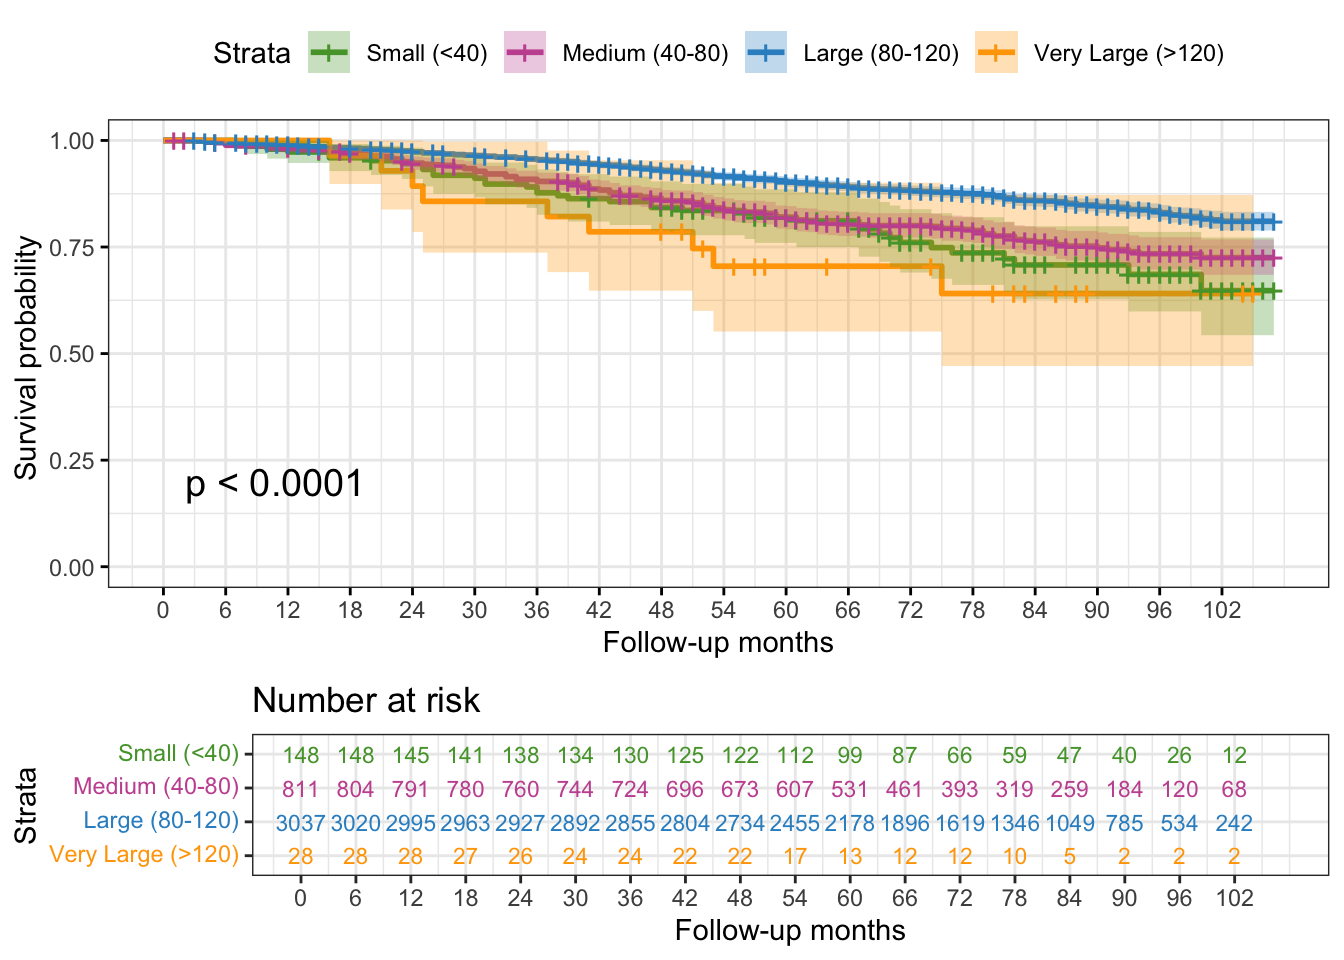 Strata Small (<40) Medium (40-80) Large (80-120) Very Large (>120)
1.00
0.75
0.50
0.25
0.00
Survival probability
p < 0.0001
0 6 12 18 24 30 36 42 48 54 60 66 72 78 84 90 96 102
Follow-up months
Number at risk
Strata
Small (<40) 148 148 145 141 138 134 130 125 122 112 99 87 66 59 47 40 26 12
Medium (40-80) 811 804 791 780 760 744 724 696 673 607 531 461 393 319 259 184 120 68
Large (80-120) 3037 3020 2995 2963 2927 2892 2855 2804 2734 2455 2178 1896 1619 1346 1049 785 534 242
Very Large (>120) 28 28 28 27 26 24 24 22 22 17 13 12 12 10 5 2 2 2
0 6 12 18 24 30 36 42 48 54 60 66 72 78 84 90 96 102
Follow-up months